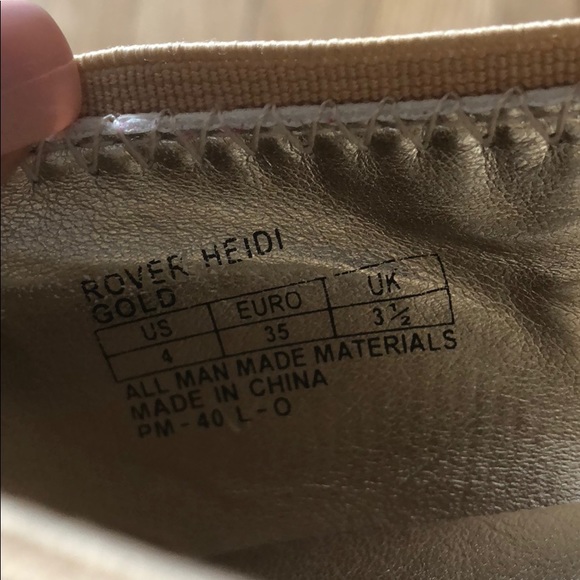 ROVER HEIDI
GOLD
US EURO UK
4 35 3 ½
ALL MAN MADE MATERIALS
MADE IN CHINA
PM - 40 L - O